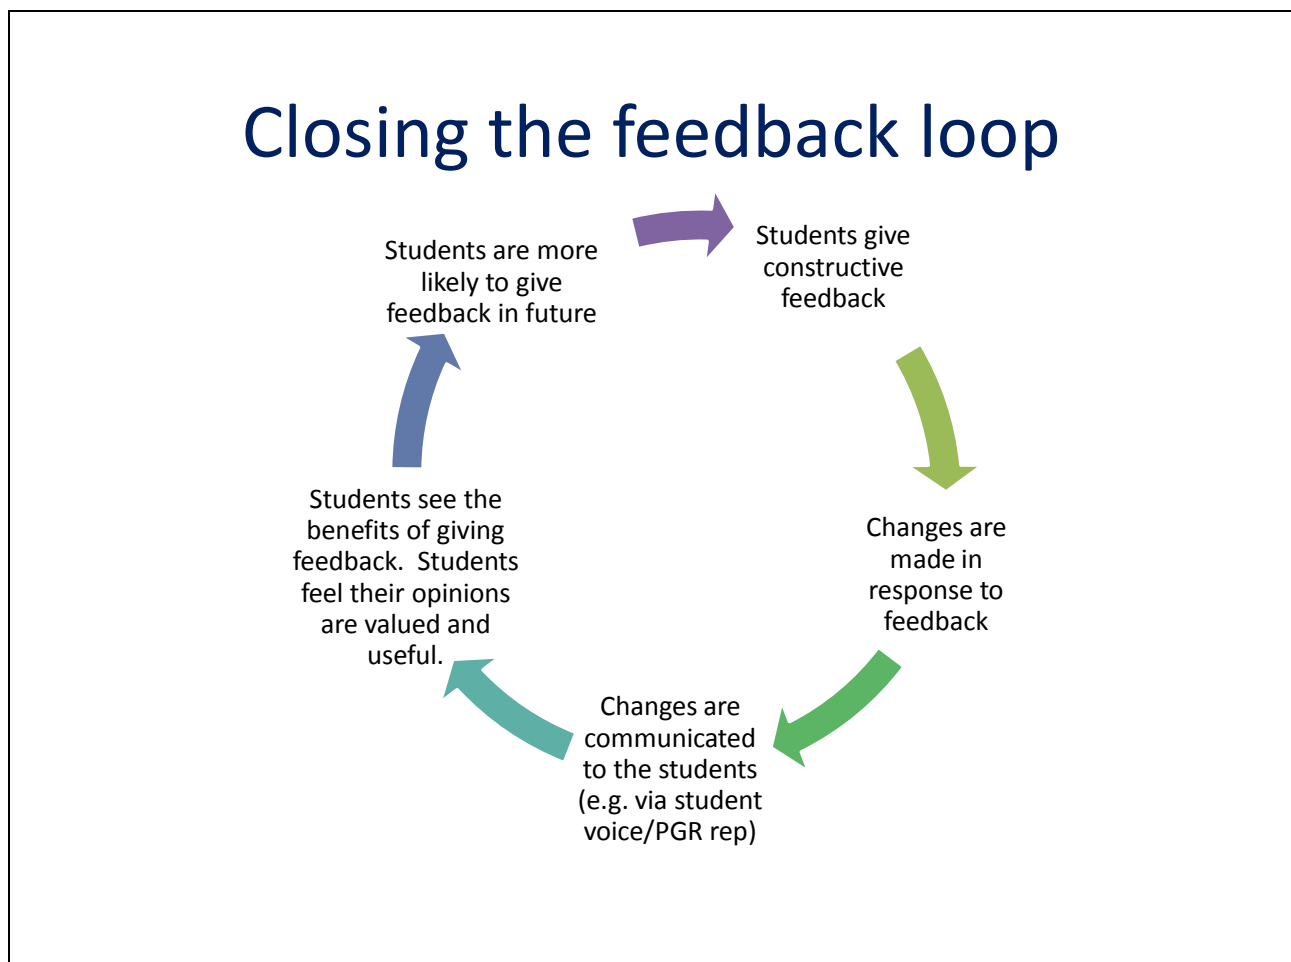 Closing the feedback loop
Students give
constructive
feedback
Changes are
made in
response to
feedback
Changes are
communicated
to the students
(e.g. via student
voice/PGR rep)
Students see the
benefits of giving
feedback.  Students
feel their opinions
are valued and
useful.
Students are more
likely to give
feedback in future